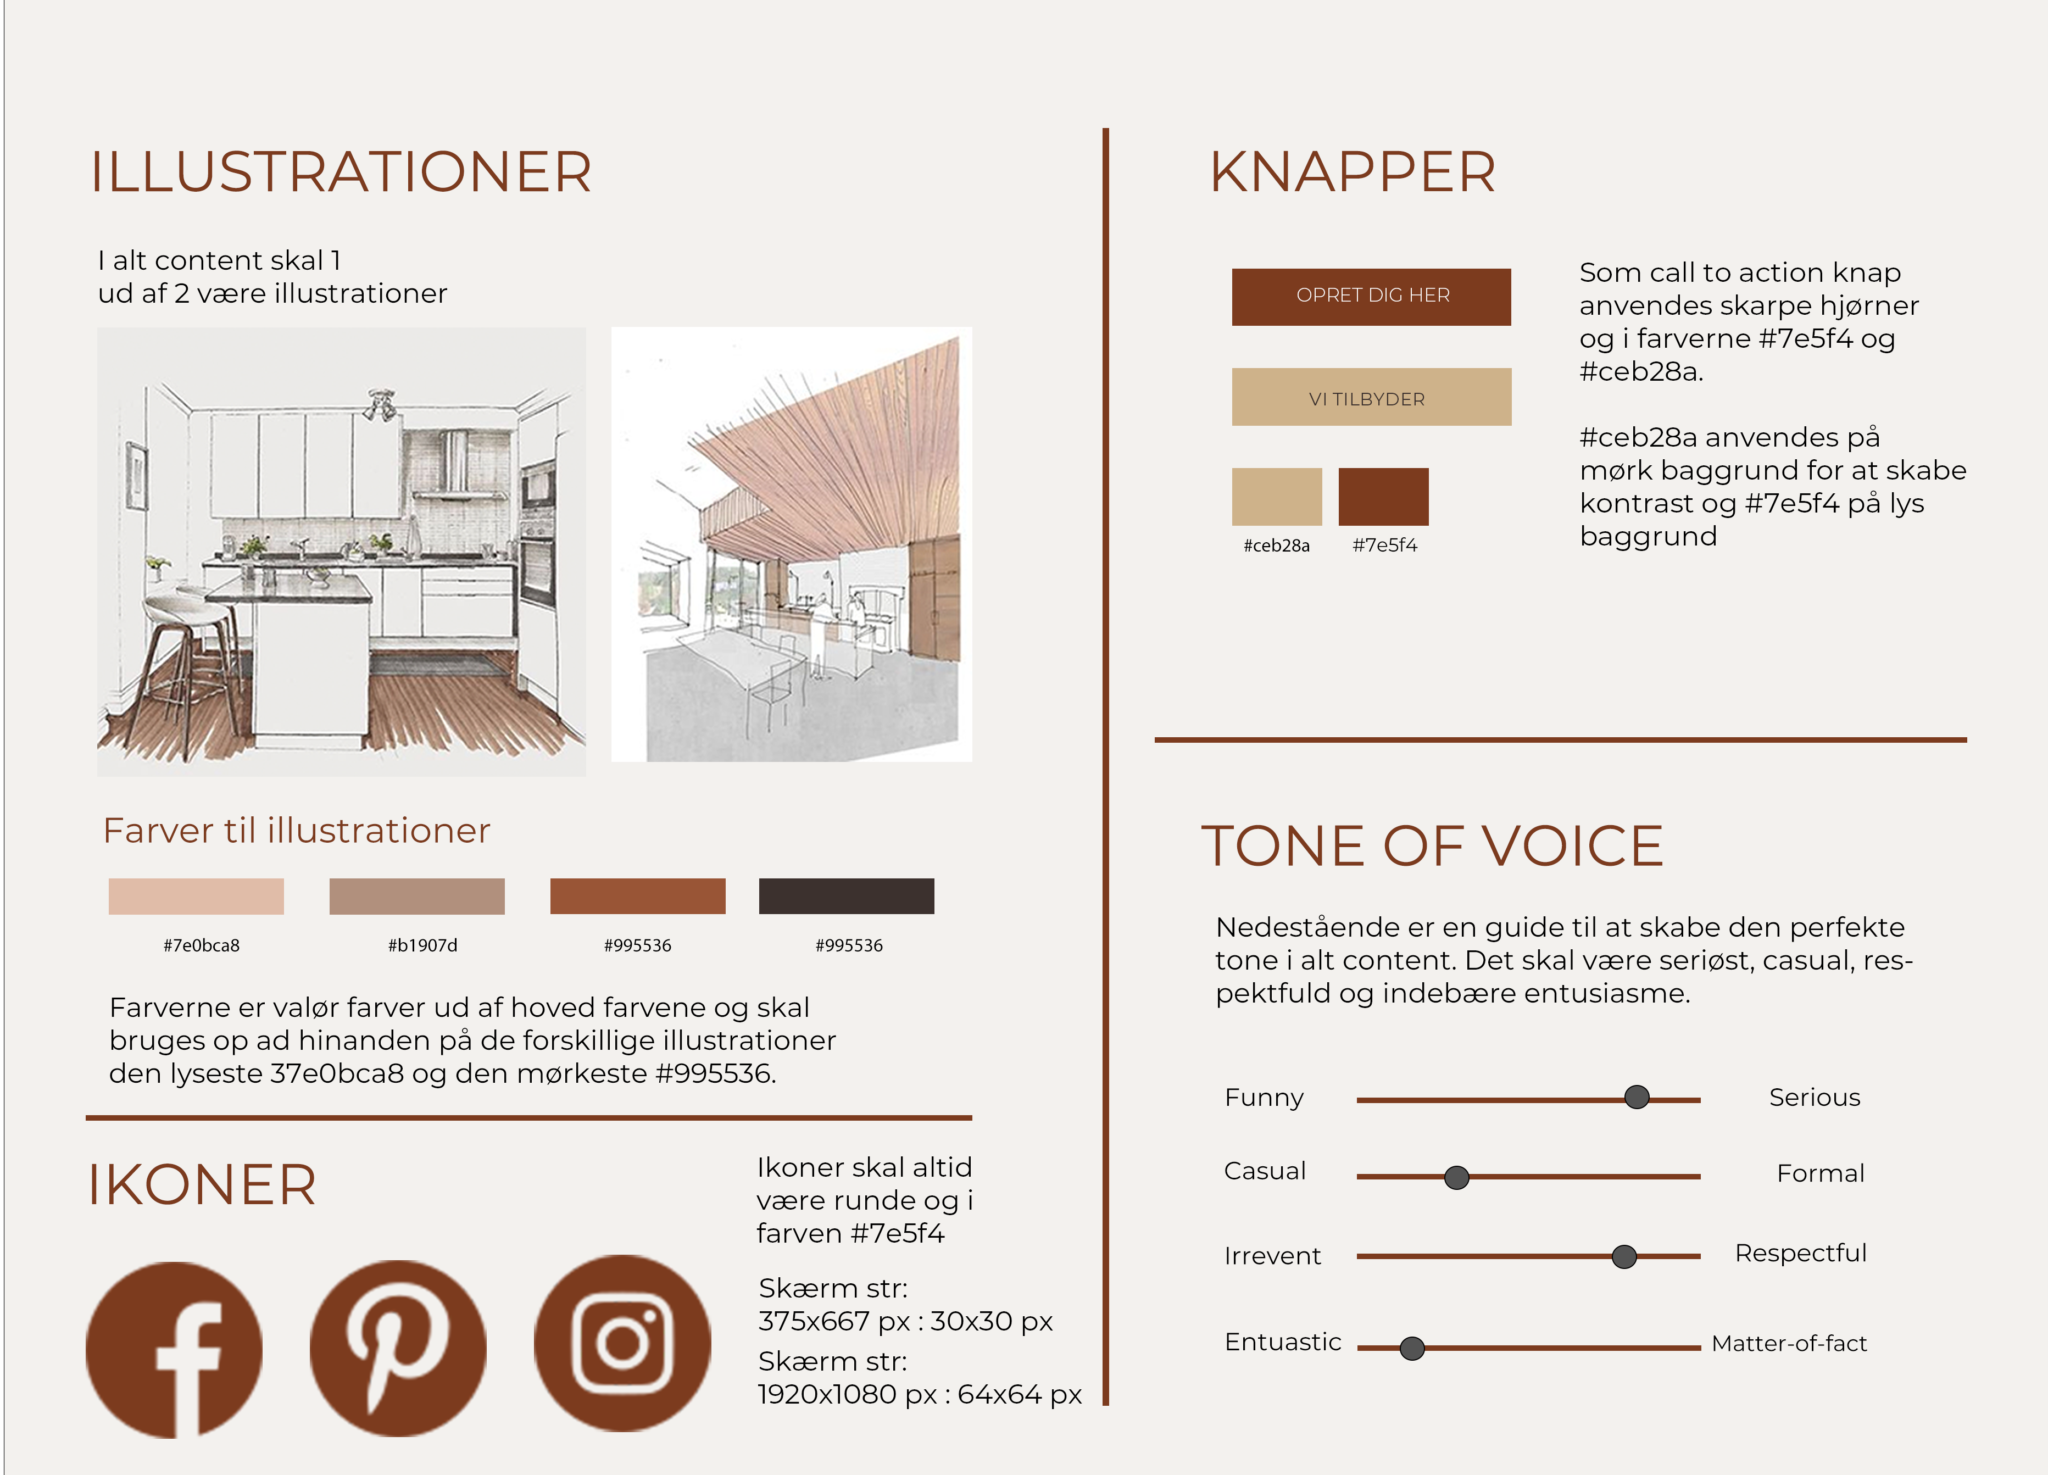 ILLUSTRATIONER
I alt content skal 1
ud af 2 være illustrationer
Farver til illustrationer
#7e0bca8
#b1907d
#995536
#995536
Farverne er valør farver ud af hoved farvene og skal
bruges op ad hinanden på de forskillige illustrationer
den lyseste 37e0bca8 og den mørkeste #995536.
IKONER
Ikoner skal altid
være runde og i
farven #7e5f4
Skærm str:
375x667 px : 30x30 px
Skærm str:
1920x1080 px : 64x64 px
KNAPPER
OPRET DIG HER
VI TILBYDER
#ceb28a
#7e5f4
Som call to action knap
anvendes skarpe hjørner
og i farverne #7e5f4 og
#ceb28a.
#ceb28a anvendes på
mørk baggrund for at skabe
kontrast og #7e5f4 på lys
baggrund
TONE OF VOICE
Nedestående er en guide til at skabe den perfekte
tone i alt content. Det skal være seriøst, casual, res-
pektfuld og indebære entusiasme.
Funny
Serious
Casual
Formal
Irrevent
Respectful
Entuastic
Matter-of-fact